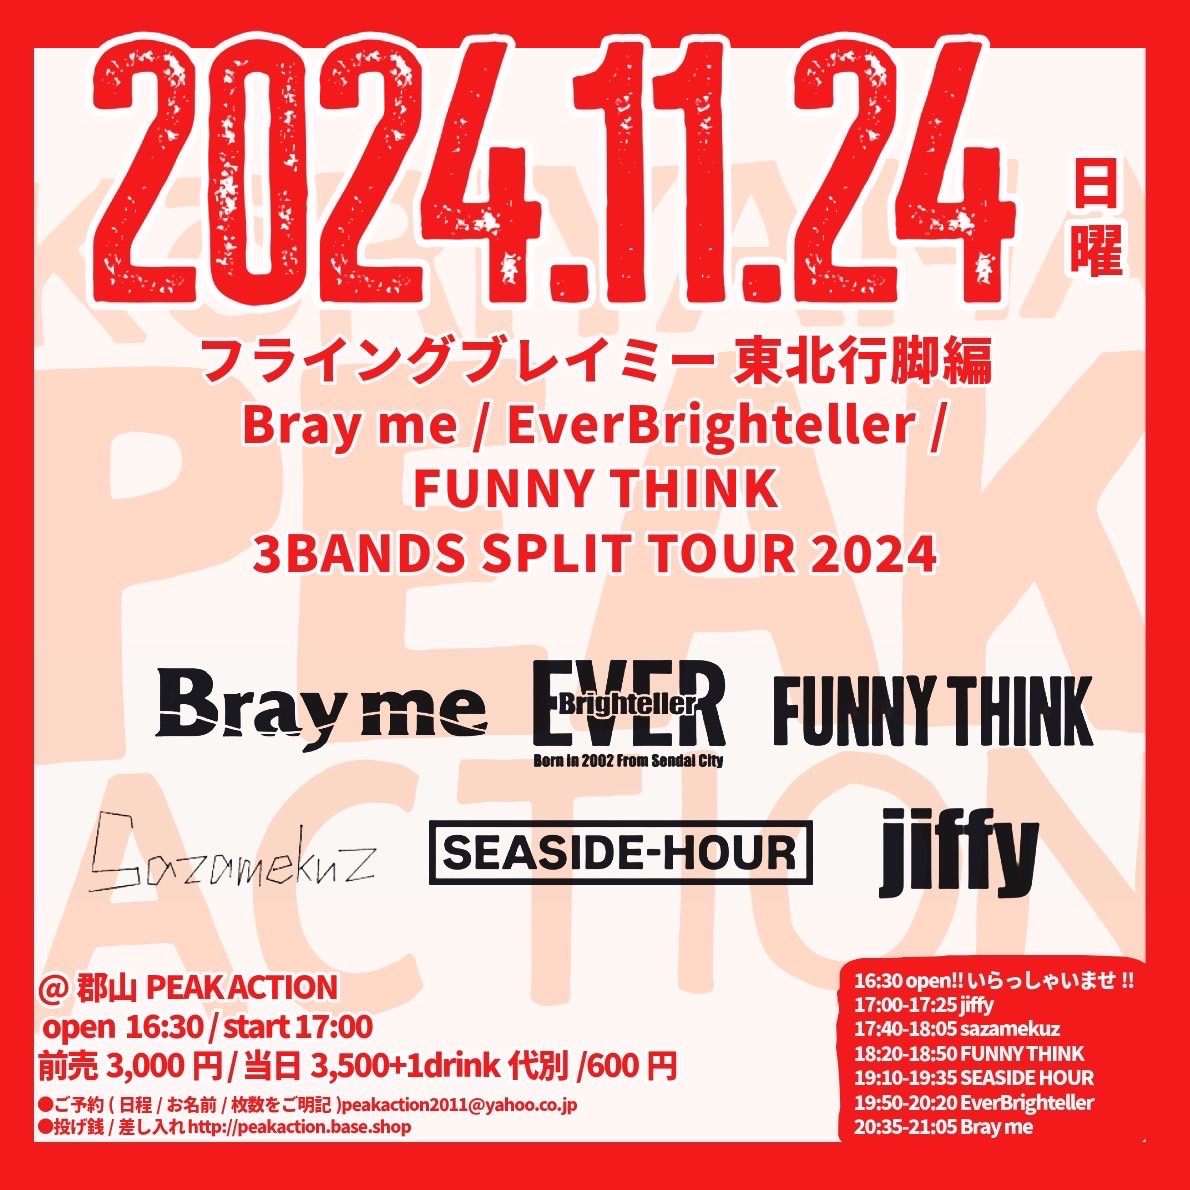 2024.11.24
日曜
KORIYAMA
PEAK
ACTION
フライングブレイミー 東北行脚編
Bray me / EverBrighteller /
FUNNY THINK
3BANDS SPLIT TOUR 2024
Bray me
EVER
Brighteller
Born in 2002 From Sendai City
FUNNY THINK
Sazamekuz
SEASIDE-HOUR
jiffy
@ 郡山 PEAK ACTION
open 16:30 / start 17:00
前売 3,000 円 / 当日 3,500+1drink 代別 /600 円
●ご予約 ( 日程 / お名前 / 枚数をご明記 )peakaction2011@yahoo.co.jp
●投げ銭 / 差し入れ http://peakaction.base.shop
16:30 open!! いらっしゃいませ !!
17:00-17:25 jiffy
17:40-18:05 sazamekuz
18:20-18:50 FUNNY THINK
19:10-19:35 SEASIDE HOUR
19:50-20:20 EverBrighteller
20:35-21:05 Bray me